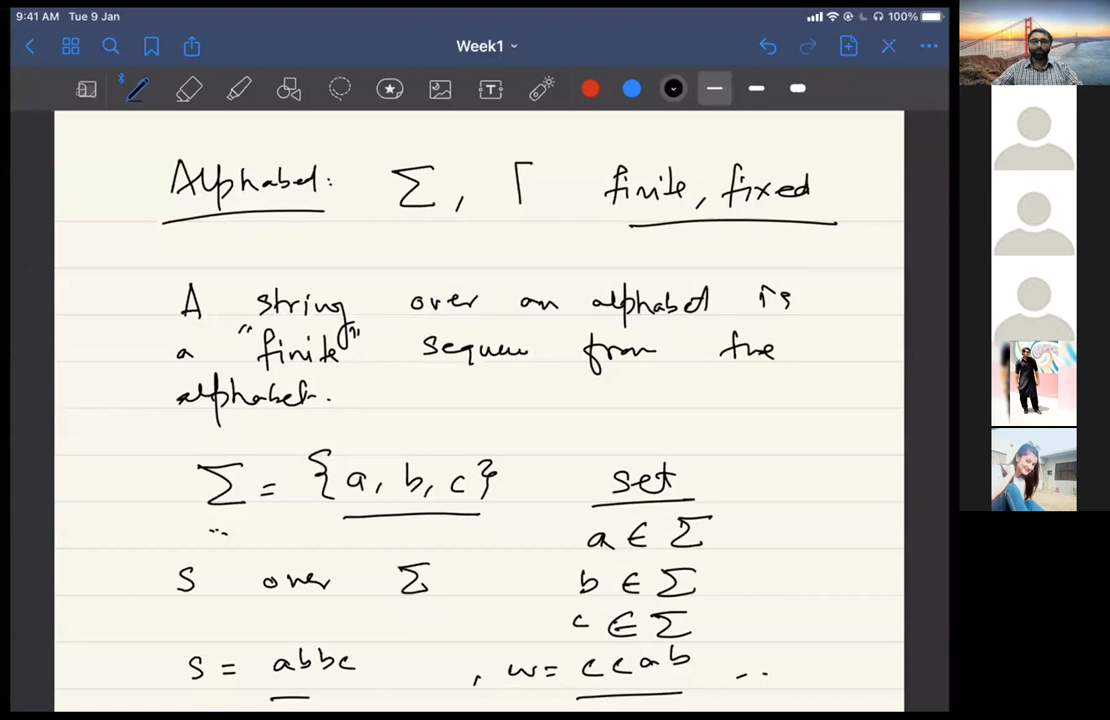 9:41 AM Tue 9 Jan 100%
Week1
T
Alphabet: Σ, Γ finite, fixed
A string over an alphabet is
a "finite" sequen from the
alphabet.
Σ = {a, b, c} set
a ∈ Σ
S over Σ b ∈ Σ
c ∈ Σ
S = abbc , w = ccab ..